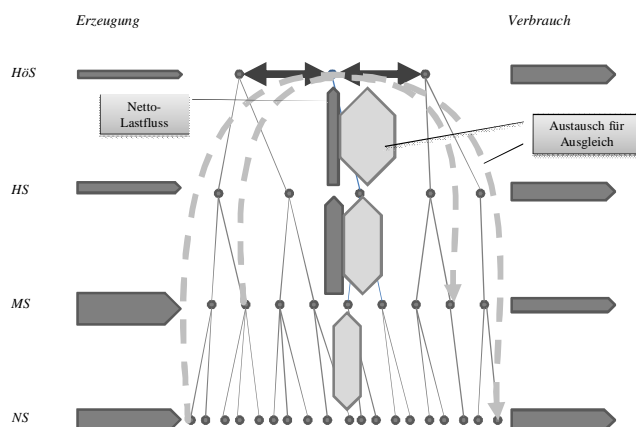 Erzeugung
Verbrauch
HöS
Netto-
Lastfluss
Austausch für
Ausgleich
HS
MS
NS